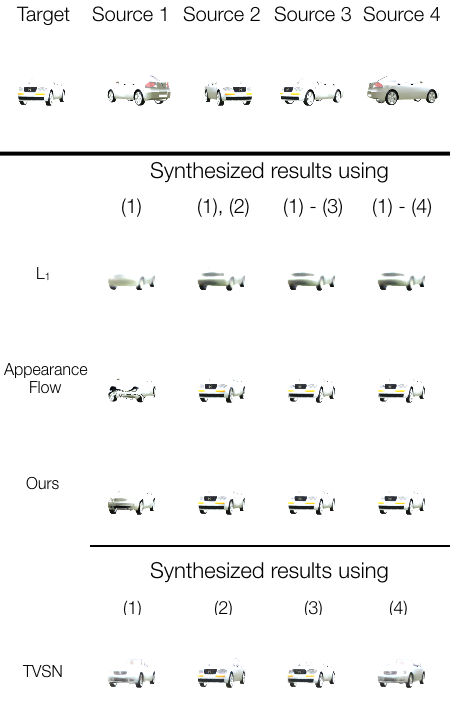 Target Source 1 Source 2 Source 3 Source 4
Synthesized results using
(1) (1), (2) (1) - (3) (1) - (4)
L₁
Appearance
Flow
Ours
Synthesized results using
(1) (2) (3) (4)
TVSN